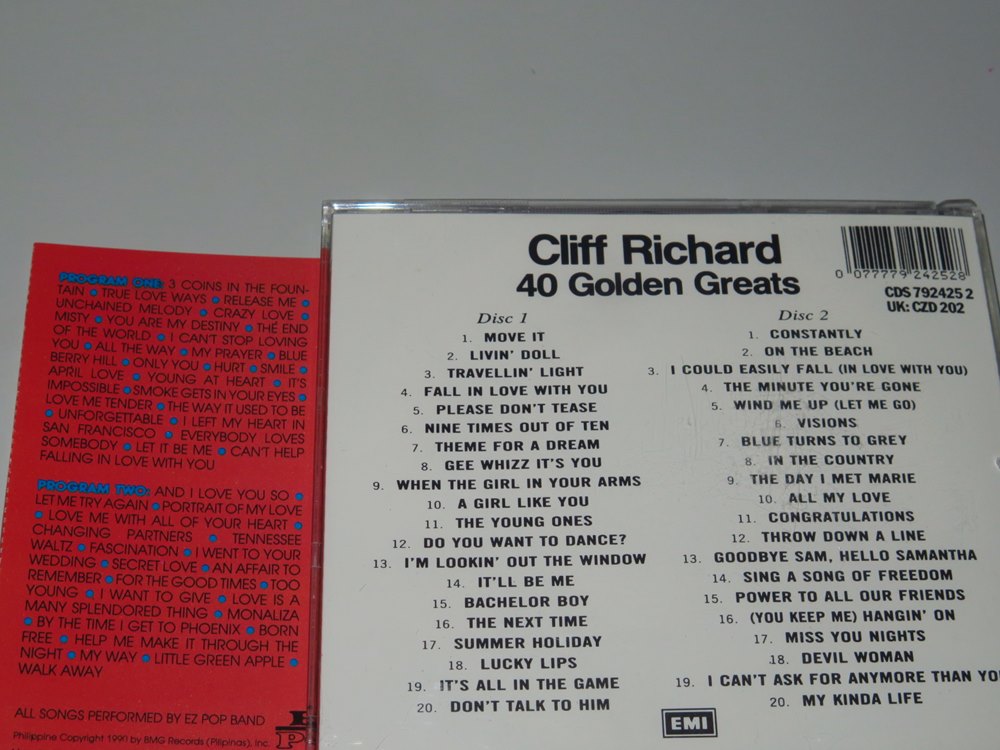 PROGRAM ONE: 3 COINS IN THE FOUN-
TAIN • TRUE LOVE WAYS • RELEASE ME •
UNCHAINED MELODY • CRAZY LOVE •
MISTY • YOU ARE MY DESTINY • THE END
OF THE WORLD • I CAN'T STOP LOVING
YOU • ALL THE WAY • MY PRAYER • BLUE
BERRY HILL • ONLY YOU • HURT • SMILE •
APRIL LOVE • YOUNG AT HEART • IT'S
IMPOSSIBLE • SMOKE GETS IN YOUR EYES •
LOVE ME TENDER • THE WAY IT USED TO BE
• UNFORGETTABLE • I LEFT MY HEART IN
SAN FRANCISCO • EVERYBODY LOVES
SOMEBODY • LET IT BE ME • CAN'T HELP
FALLING IN LOVE WITH YOU
PROGRAM TWO: AND I LOVE YOU SO •
LET ME TRY AGAIN • PORTRAIT OF MY LOVE
• LOVE ME WITH ALL OF YOUR HEART •
CHANGING PARTNERS • TENNESSEE
WALTZ • FASCINATION • I WENT TO YOUR
WEDDING • SECRET LOVE • AN AFFAIR TO
REMEMBER • FOR THE GOOD TIMES • TOO
YOUNG • I WANT TO GIVE • LOVE IS A
MANY SPLENDORED THING • MONALIZA
• BY THE TIME I GET TO PHOENIX • BORN
FREE • HELP ME MAKE IT THROUGH THE
NIGHT • MY WAY • LITTLE GREEN APPLE •
WALK AWAY
ALL SONGS PERFORMED BY EZ POP BAND
Philippine Copyright 1990 by BMG Records (Pilipinas), Inc.
Cliff Richard
40 Golden Greats
0 077779 242528
CDS 792425 2
UK: CZD 202
Disc 1
1. MOVE IT
2. LIVIN' DOLL
3. TRAVELLIN' LIGHT
4. FALL IN LOVE WITH YOU
5. PLEASE DON'T TEASE
6. NINE TIMES OUT OF TEN
7. THEME FOR A DREAM
8. GEE WHIZZ IT'S YOU
9. WHEN THE GIRL IN YOUR ARMS
10. A GIRL LIKE YOU
11. THE YOUNG ONES
12. DO YOU WANT TO DANCE?
13. I'M LOOKIN' OUT THE WINDOW
14. IT'LL BE ME
15. BACHELOR BOY
16. THE NEXT TIME
17. SUMMER HOLIDAY
18. LUCKY LIPS
19. IT'S ALL IN THE GAME
20. DON'T TALK TO HIM
Disc 2
1. CONSTANTLY
2. ON THE BEACH
3. I COULD EASILY FALL (IN LOVE WITH YOU)
4. THE MINUTE YOU'RE GONE
5. WIND ME UP (LET ME GO)
6. VISIONS
7. BLUE TURNS TO GREY
8. IN THE COUNTRY
9. THE DAY I MET MARIE
10. ALL MY LOVE
11. CONGRATULATIONS
12. THROW DOWN A LINE
13. GOODBYE SAM, HELLO SAMANTHA
14. SING A SONG OF FREEDOM
15. POWER TO ALL OUR FRIENDS
16. (YOU KEEP ME) HANGIN' ON
17. MISS YOU NIGHTS
18. DEVIL WOMAN
19. I CAN'T ASK FOR ANYMORE THAN YO
20. MY KINDA LIFE
EMI